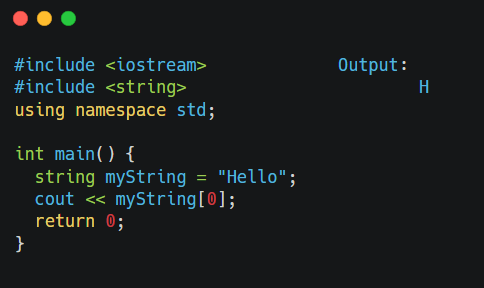 #include <iostream>
Output:
#include <string>
H
using namespace std;
int main() {
string myString = "Hello";
cout << myString[0];
return 0;
}